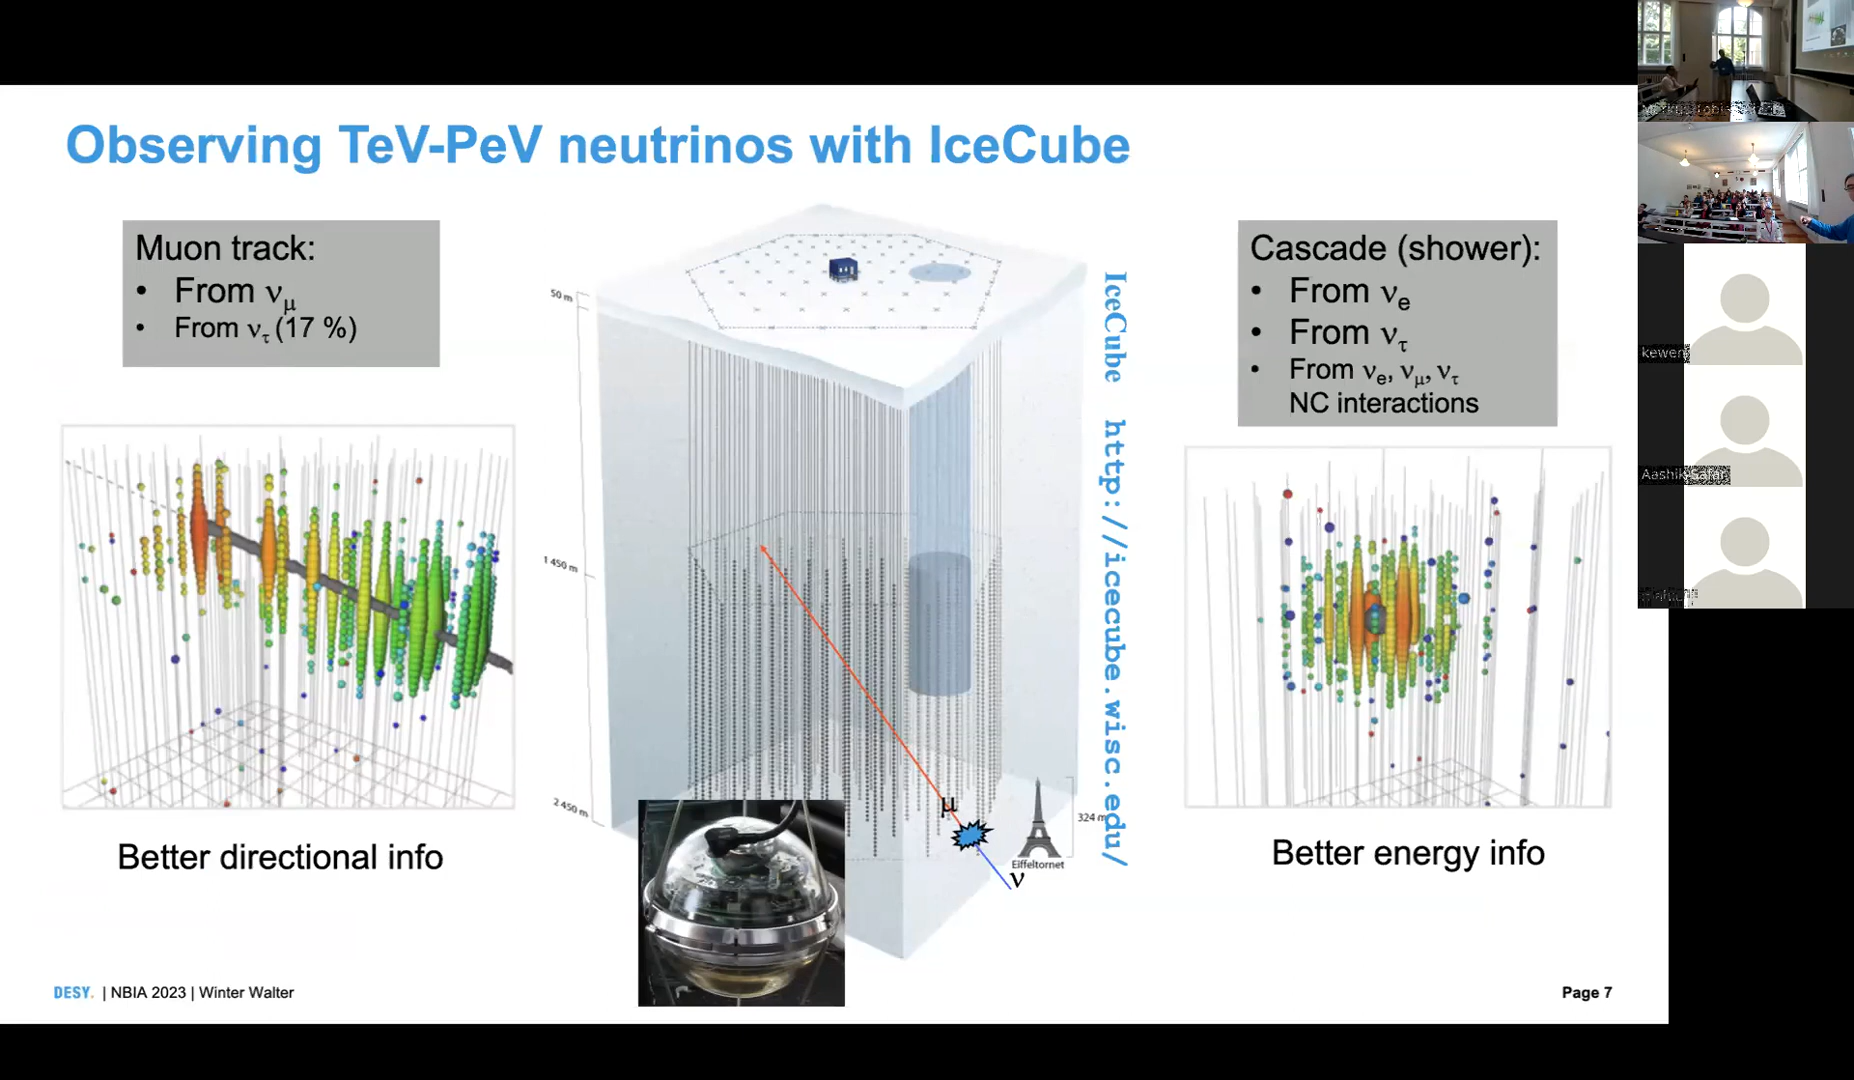 Observing TeV-PeV neutrinos with IceCube
Muon track:
• From νμ
• From ντ (17 %)
Better directional info
50 m
1 450 m
2 450 m
μ
ν
324 m
Eiffeltornet
IceCube http://icecube.wisc.edu/
Cascade (shower):
• From νe
• From ντ
• From νe, νμ, ντ
NC interactions
Better energy info
DESY. | NBIA 2023 | Winter Walter
Page 7